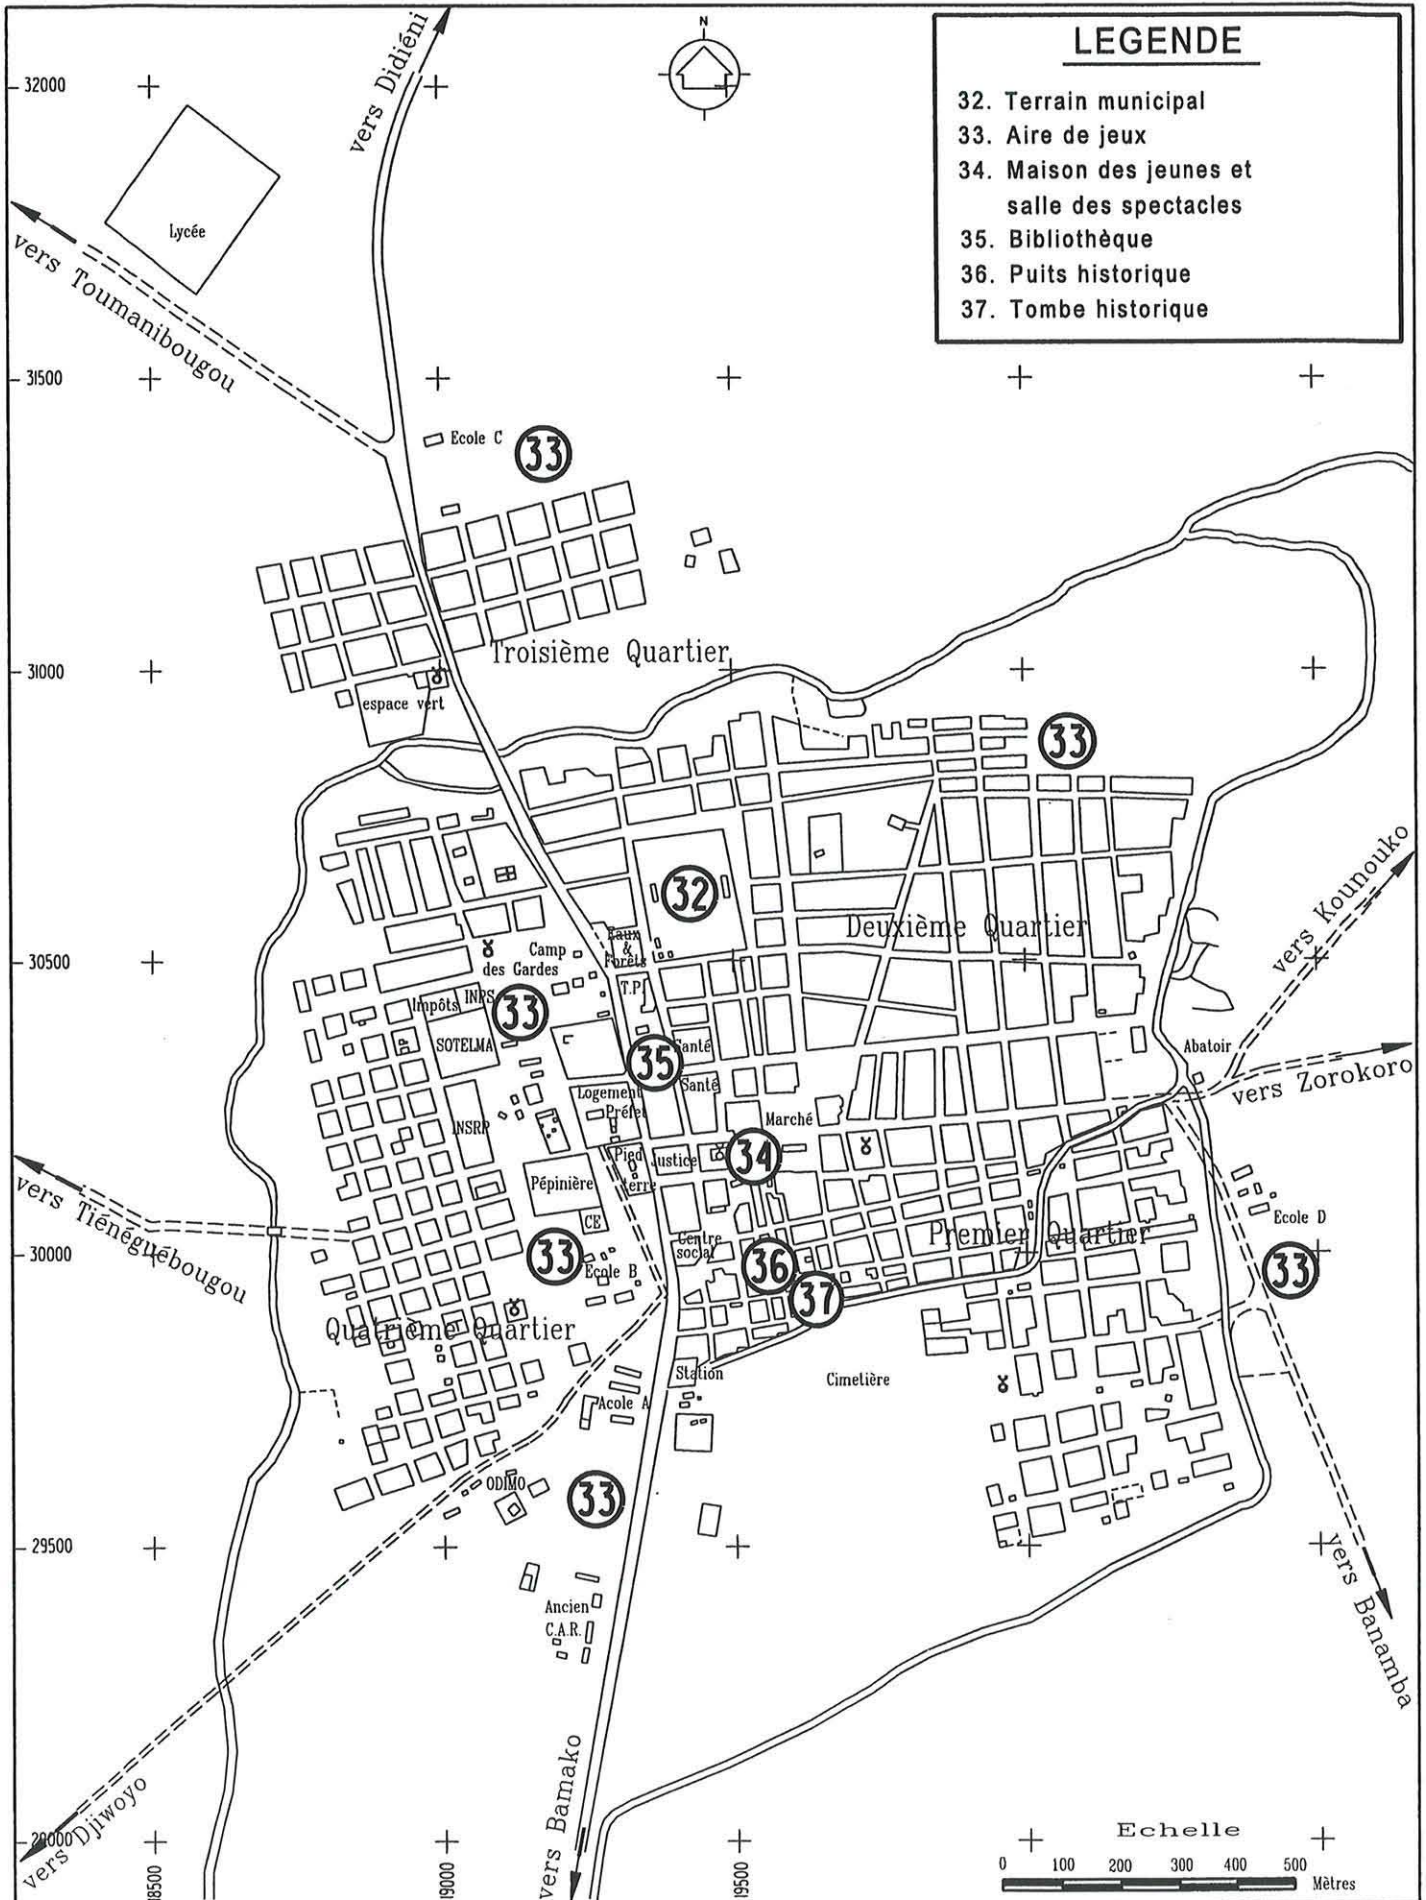 N
LEGENDE
32. Terrain municipal
33. Aire de jeux
34. Maison des jeunes et
salle des spectacles
35. Bibliothèque
36. Puits historique
37. Tombe historique
vers Didiéni
32000
Lycée
vers Toumanibougou
31500
Ecole C
33
Troisième Quartier
31000
espace vert
33
32
vers Kounouko
Deuxième Quartier
Eaux
&
Forêts
Camp
des Gardes
30500
T.P.
Impôts
INPS
33
SOTELMA
35
Santé
Abatoir
Santé
vers Zorokoro
Logement
Préfet
Marché
INSRP
34
Pied
terre
Justice
vers Tiénéguébougou
Pépinière
CE
Ecole D
Premier Quartier
Centre
social
30000
33
Ecole B
36
33
37
Quatrième Quartier
Station
Cimetière
Acole A
ODIMO
33
29500
vers Banamba
Ancien
C.A.R.
vers Djiwoyo
vers Bamako
29000
18500
19000
19500
Echelle
0 100 200 300 400 500
Mètres